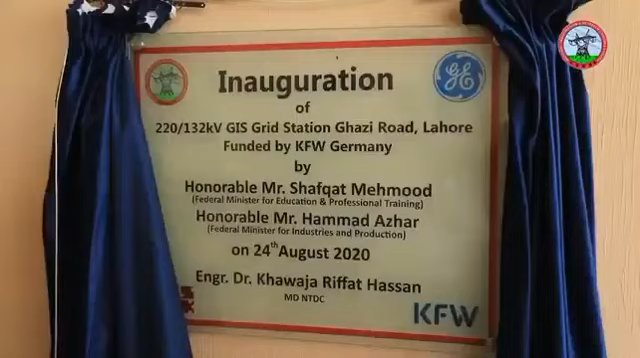 Inauguration
GE
of
220/132kV GIS Grid Station Ghazi Road, Lahore
Funded by KFW Germany
by
Honorable Mr. Shafqat Mehmood
(Federal Minister for Education & Professional Training)
Honorable Mr. Hammad Azhar
(Federal Minister for Industries and Production)
on 24th August 2020
Engr. Dr. Khawaja Riffat Hassan
MD NTDC
KFW